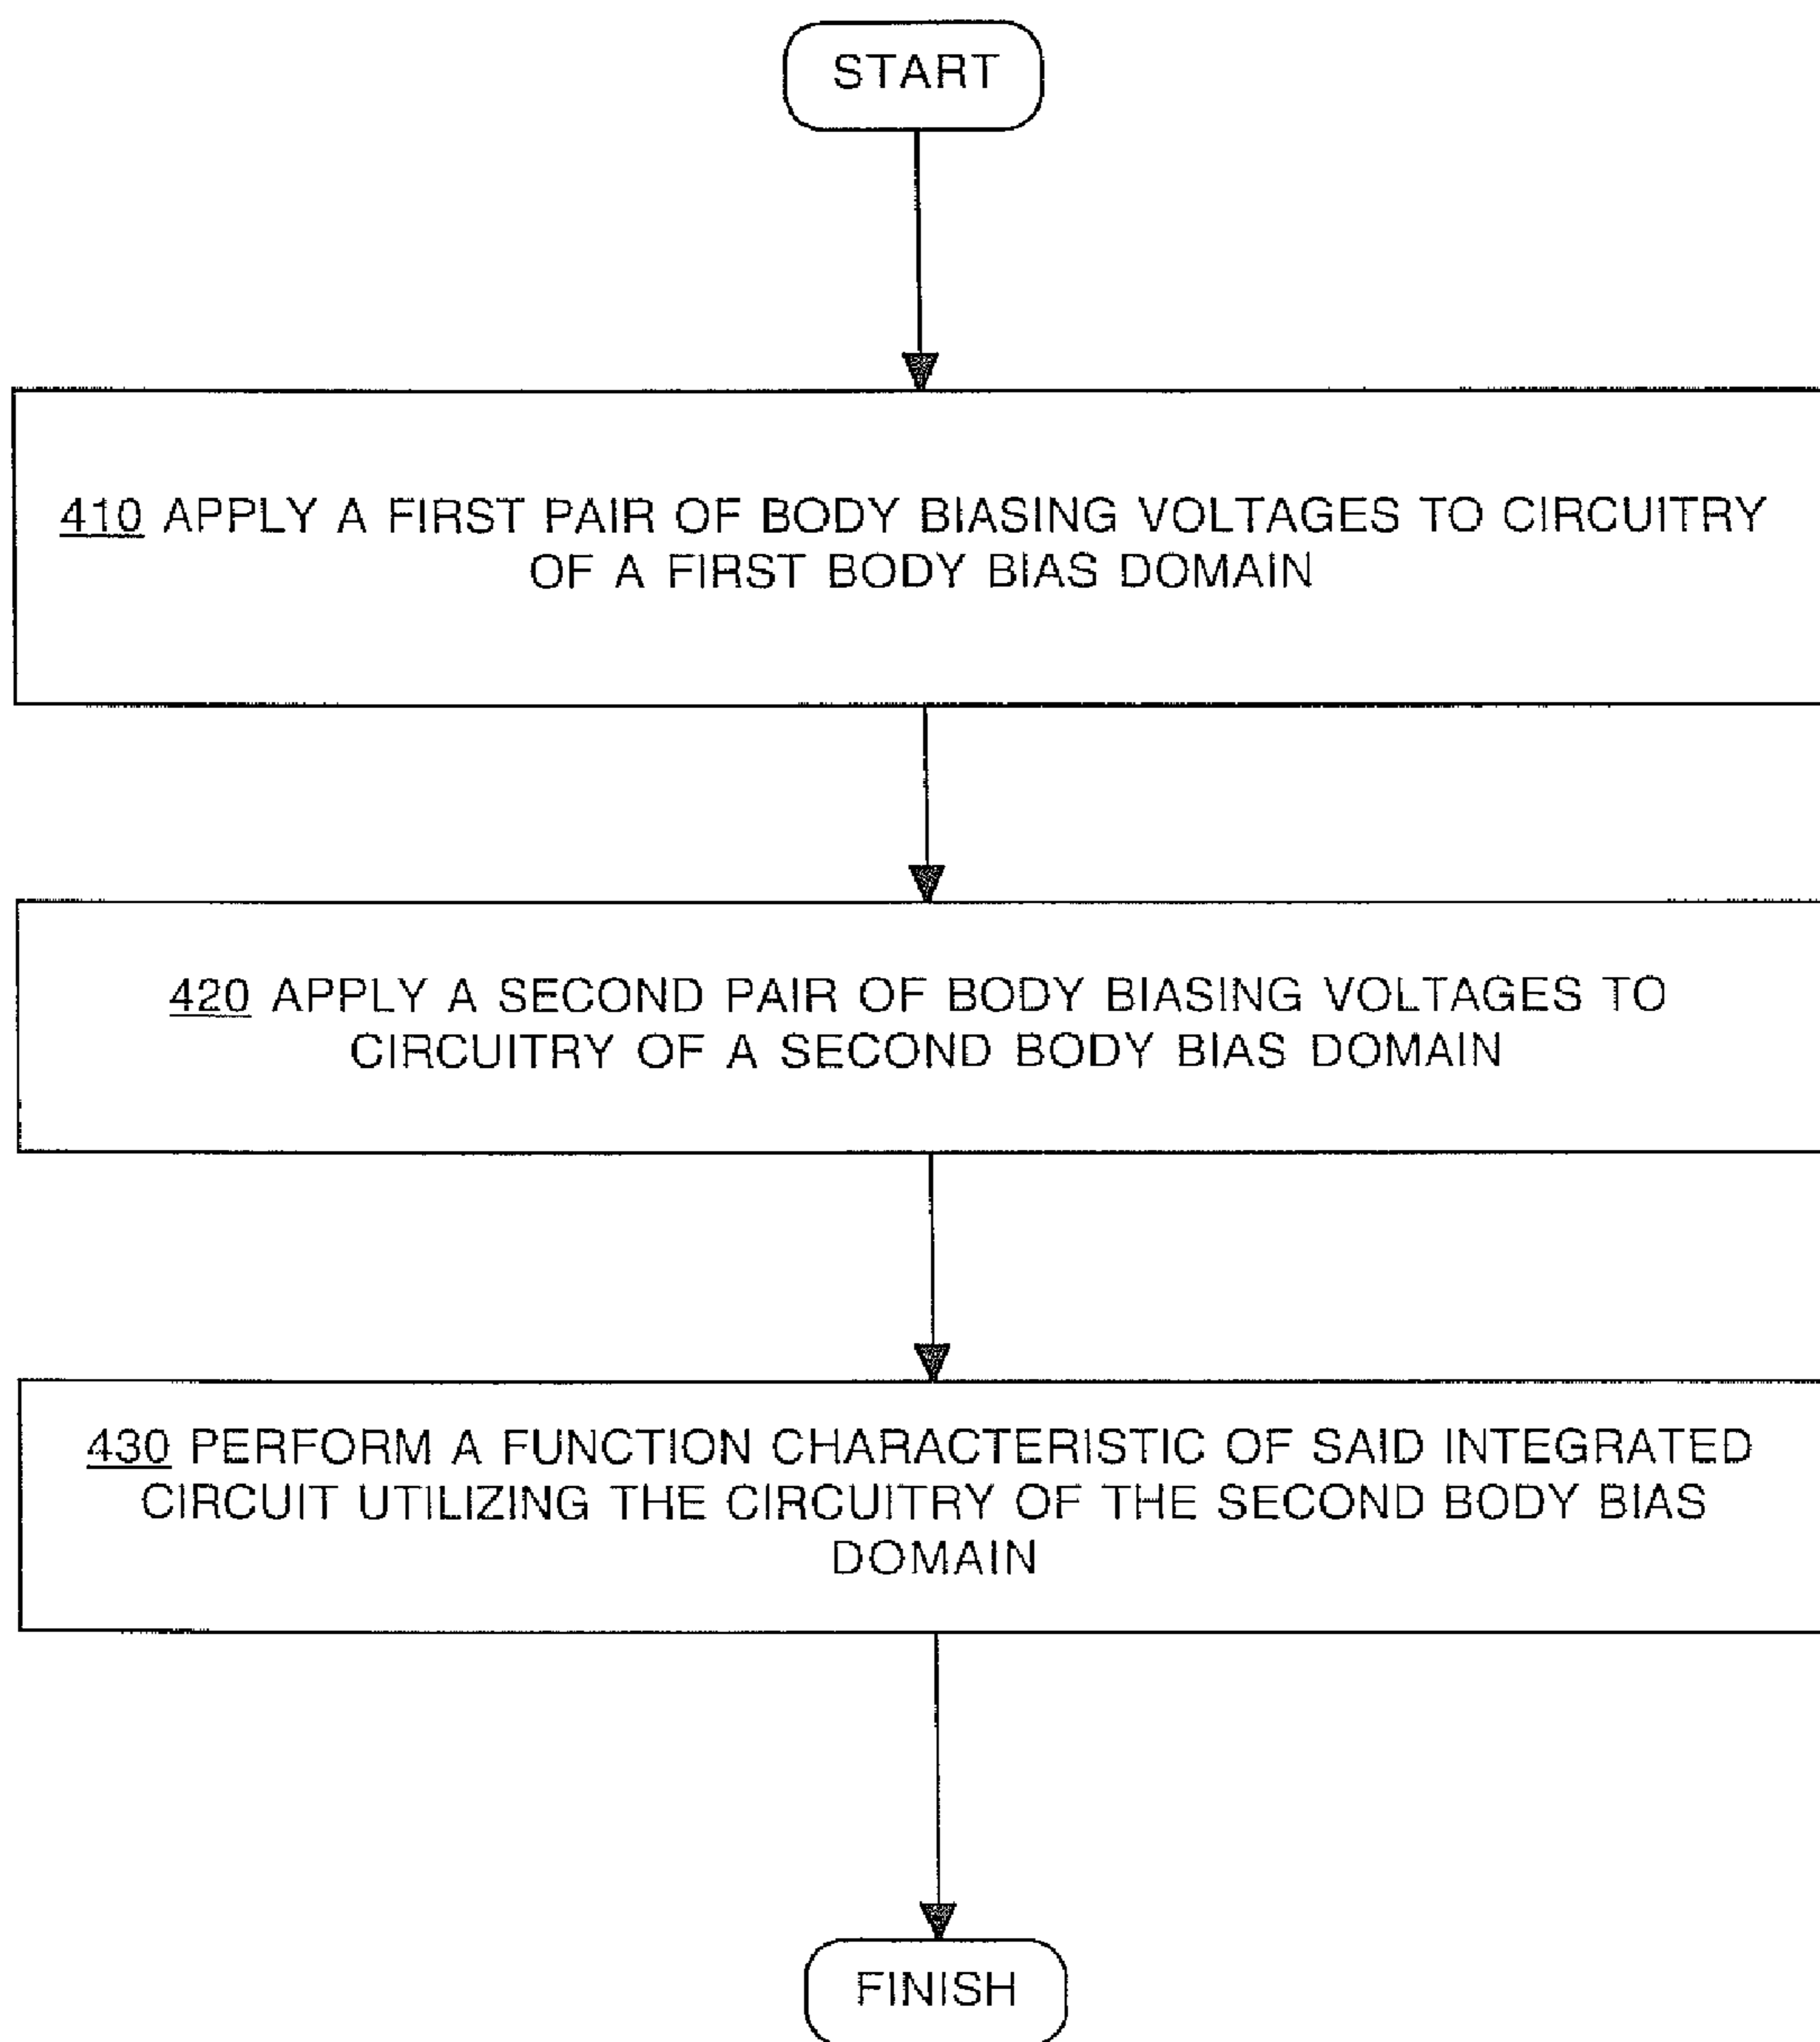 START
410 APPLY A FIRST PAIR OF BODY BIASING VOLTAGES TO CIRCUITRY
OF A FIRST BODY BIAS DOMAIN
420 APPLY A SECOND PAIR OF BODY BIASING VOLTAGES TO
CIRCUITRY OF A SECOND BODY BIAS DOMAIN
430 PERFORM A FUNCTION CHARACTERISTIC OF SAID INTEGRATED
CIRCUIT UTILIZING THE CIRCUITRY OF THE SECOND BODY BIAS
DOMAIN
FINISH